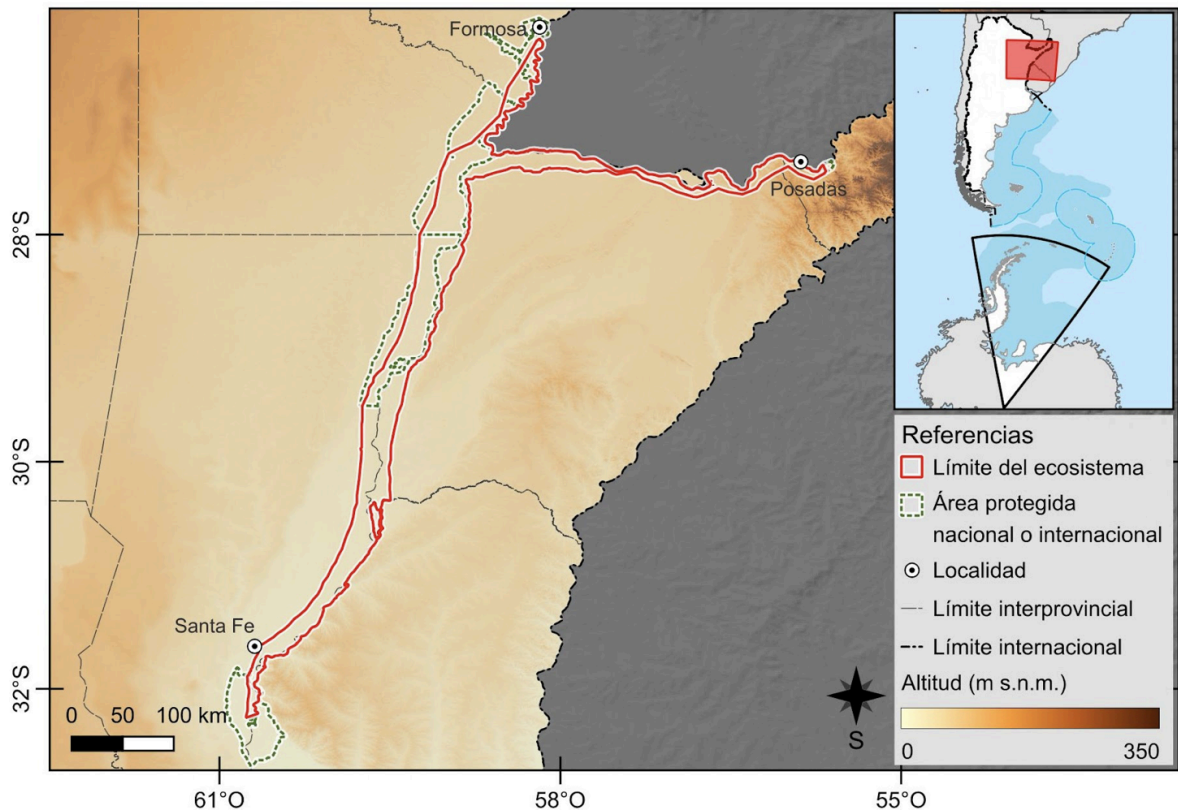 Formosa
Posadas
28°S
30°S
Santa Fe
32°S
0 50 100 km
S
61°O 58°O 55°O
Referencias
Límite del ecosistema
Área protegida
nacional o internacional
Localidad
Límite interprovincial
Límite internacional
Altitud (m s.n.m.)
0 350